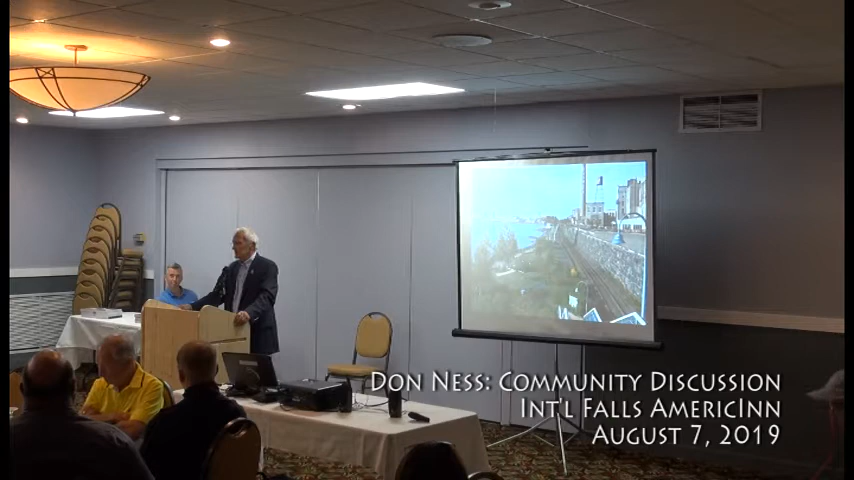 Don Ness: Community Discussion
Int'l Falls AmericInn
August 7, 2019